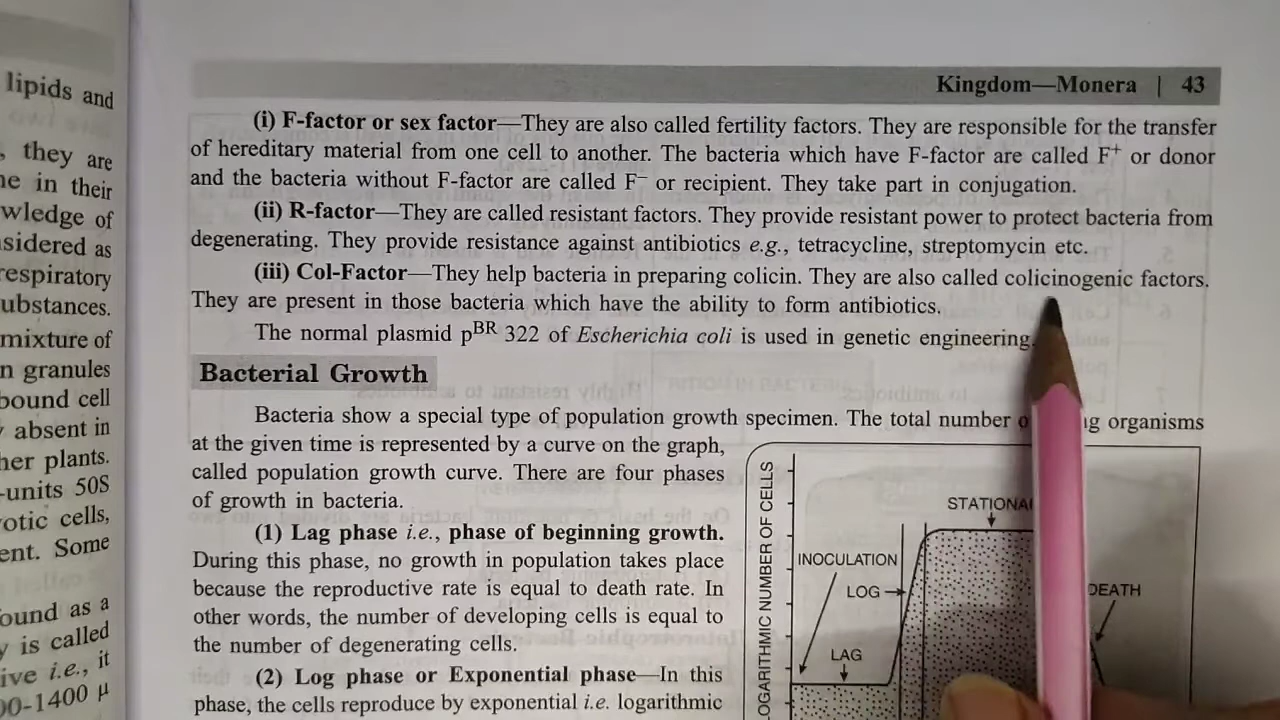 lipids and
, they are
ne in their
wledge of
sidered as
respiratory
ubstances.
mixture of
n granules
bound cell
absent in
her plants.
-units 50S
otic cells,
ent. Some
ound as a
y is called
ive i.e., it
00-1400 µ
Kingdom—Monera | 43
(i) F-factor or sex factor—They are also called fertility factors. They are responsible for the transfer
of hereditary material from one cell to another. The bacteria which have F-factor are called F⁺ or donor
and the bacteria without F-factor are called F⁻ or recipient. They take part in conjugation.
(ii) R-factor—They are called resistant factors. They provide resistant power to protect bacteria from
degenerating. They provide resistance against antibiotics e.g., tetracycline, streptomycin etc.
(iii) Col-Factor—They help bacteria in preparing colicin. They are also called colicinogenic factors.
They are present in those bacteria which have the ability to form antibiotics.
The normal plasmid pᴮᴿ 322 of Escherichia coli is used in genetic engineering.
Bacterial Growth
Bacteria show a special type of population growth specimen. The total number o g organisms
at the given time is represented by a curve on the graph,
called population growth curve. There are four phases
of growth in bacteria.
(1) Lag phase i.e., phase of beginning growth.
During this phase, no growth in population takes place
because the reproductive rate is equal to death rate. In
other words, the number of developing cells is equal to
the number of degenerating cells.
(2) Log phase or Exponential phase—In this
phase, the cells reproduce by exponential i.e. logarithmic
LOGARITHMIC NUMBER OF CELLS
STATIONA
INOCULATION
LOG
DEATH
LAG